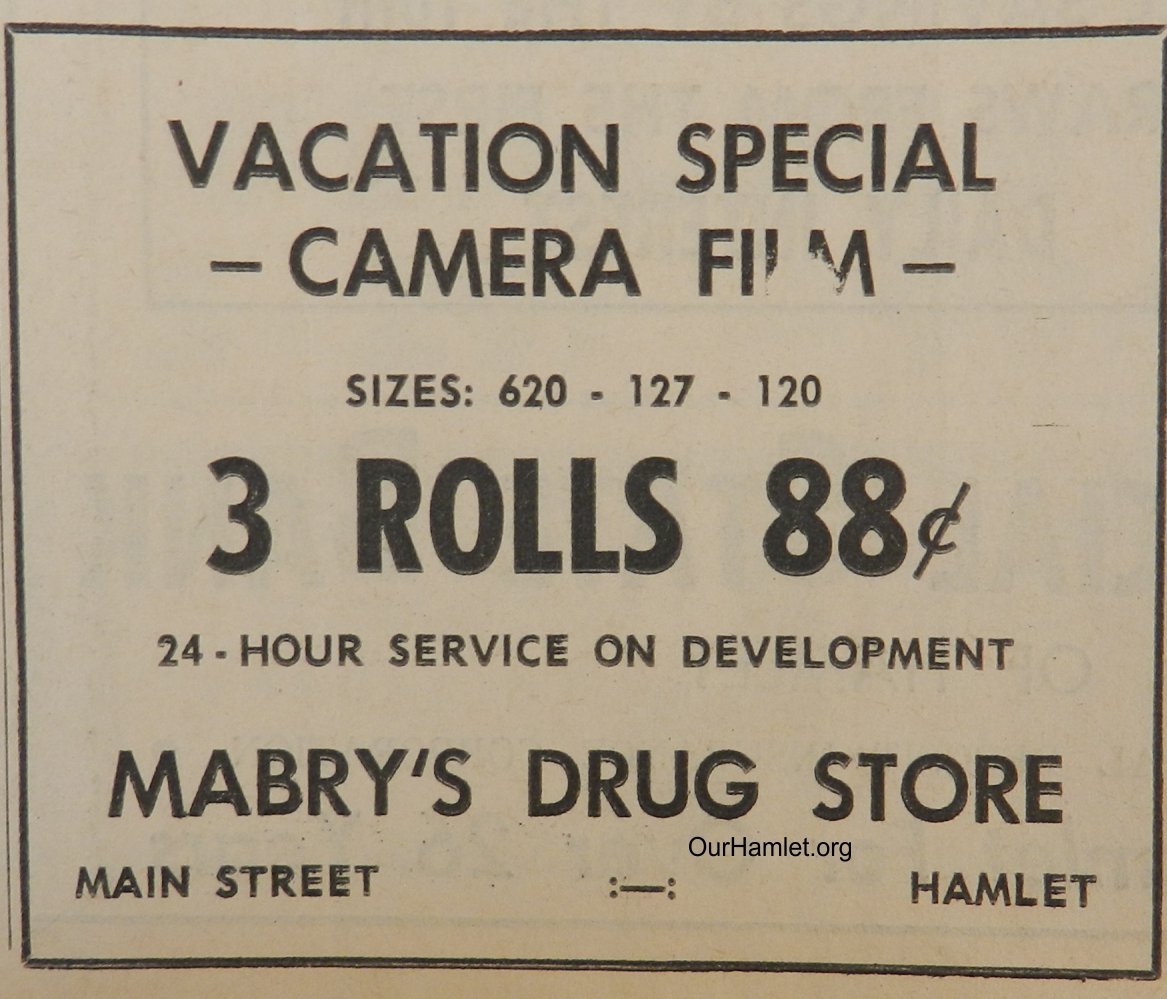 VACATION SPECIAL
- CAMERA FILM -
SIZES: 620 - 127 - 120
3 ROLLS 88¢
24-HOUR SERVICE ON DEVELOPMENT
MABRY'S DRUG STORE
OurHamlet.org
MAIN STREET :—: HAMLET